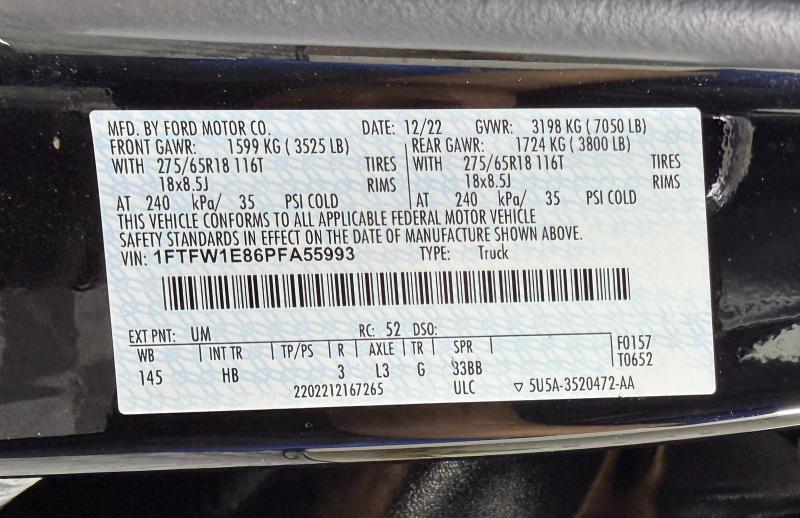 MFD. BY FORD MOTOR CO. DATE: 12/22 GVWR: 3198 KG ( 7050 LB)
FRONT GAWR: 1599 KG ( 3525 LB) REAR GAWR: 1724 KG ( 3800 LB)
WITH 275/65R18 116T TIRES WITH 275/65R18 116T TIRES
18x8.5J RIMS 18x8.5J RIMS
AT 240 kPa/ 35 PSI COLD AT 240 kPa/ 35 PSI COLD
THIS VEHICLE CONFORMS TO ALL APPLICABLE FEDERAL MOTOR VEHICLE
SAFETY STANDARDS IN EFFECT ON THE DATE OF MANUFACTURE SHOWN ABOVE.
VIN: 1FTFW1E86PFA55993 TYPE: Truck
EXT PNT: UM RC: 52 DSO:
WB INT TR TP/PS R AXLE TR SPR F0157
145 HB 3 L3 G 33BB T0652
2202212167265 ULC ▽ 5U5A-3520472-AA